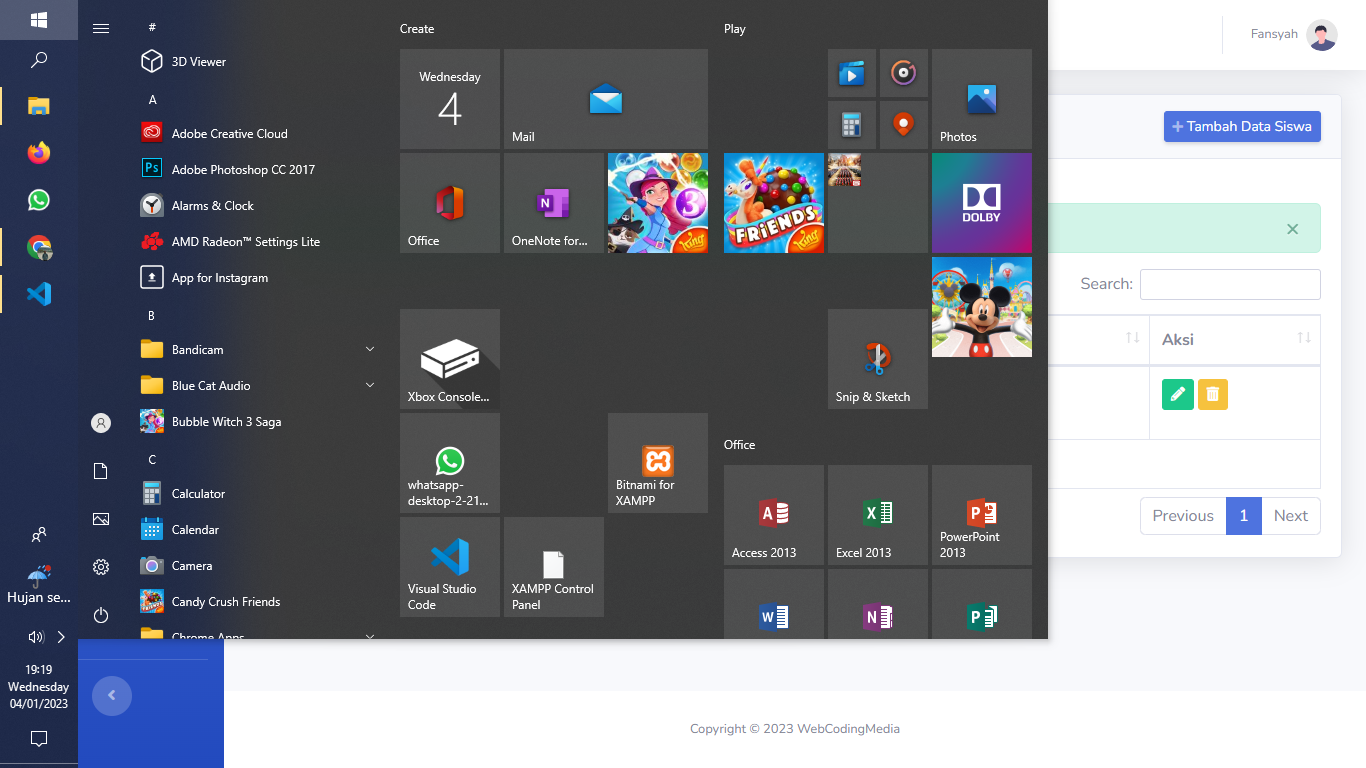 Hujan se...
19:19
Wednesday
04/01/2023
#
3D Viewer
A
Adobe Creative Cloud
Adobe Photoshop CC 2017
Alarms & Clock
AMD Radeon™ Settings Lite
App for Instagram
B
Bandicam
Blue Cat Audio
Bubble Witch 3 Saga
C
Calculator
Calendar
Camera
Candy Crush Friends
Chrome Apps
Create
Wednesday
4
Mail
Office
OneNote for...
3
King
Xbox Console...
whatsapp-
desktop-2-21...
Bitnami for
XAMPP
Visual Studio
Code
XAMPP Control
Panel
Play
Photos
FRIENDS
King
DOLBY
Snip & Sketch
Office
Access 2013
Excel 2013
PowerPoint
2013
Fansyah
+ Tambah Data Siswa
×
Search:
Aksi
Previous
1
Next
Copyright © 2023 WebCodingMedia